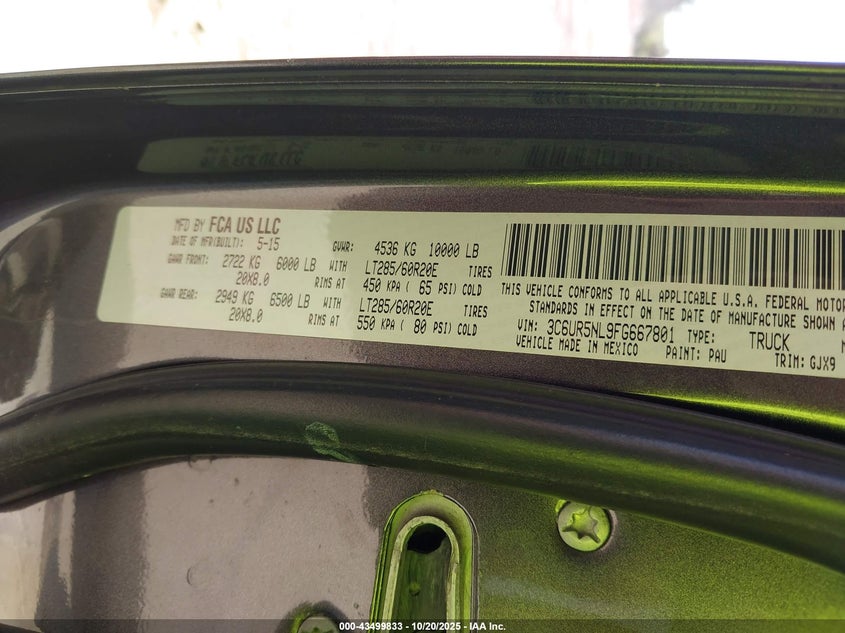 MFD BY FCA US LLC
DATE OF MFR(BUILT): 5-15 GVWR: 4536 KG 10000 LB
GAWR FRONT: 2722 KG 6000 LB WITH LT285/60R20E TIRES
20X8.0 RIMS AT 450 KPA ( 65 PSI) COLD
GAWR REAR: 2949 KG 6500 LB WITH LT285/60R20E TIRES
20X8.0 RIMS AT 550 KPA ( 80 PSI) COLD
THIS VEHICLE CONFORMS TO ALL APPLICABLE U.S.A. FEDERAL MOTOR
STANDARDS IN EFFECT ON THE DATE OF MANUFACTURE SHOWN
VIN: 3C6UR5NL9FG667801 TYPE: TRUCK
VEHICLE MADE IN MEXICO PAINT: PAU TRIM: GJX9
000-43499833 - 10/20/2025 - IAA Inc.